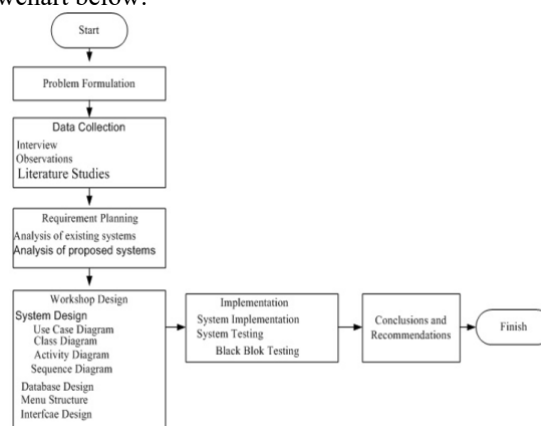 wchart below:
Start
Problem Formulation
Data Collection
Interview
Observations
Literature Studies
Requirement Planning
Analysis of existing systems
Analysis of proposed systems
Workshop Design
System Design
Use Case Diagram
Class Diagram
Activity Diagram
Sequence Diagram
Database Design
Menu Structure
Interfcae Design
Implementation
System Implementation
System Testing
Black Blok Testing
Conclusions and
Recommendations
Finish